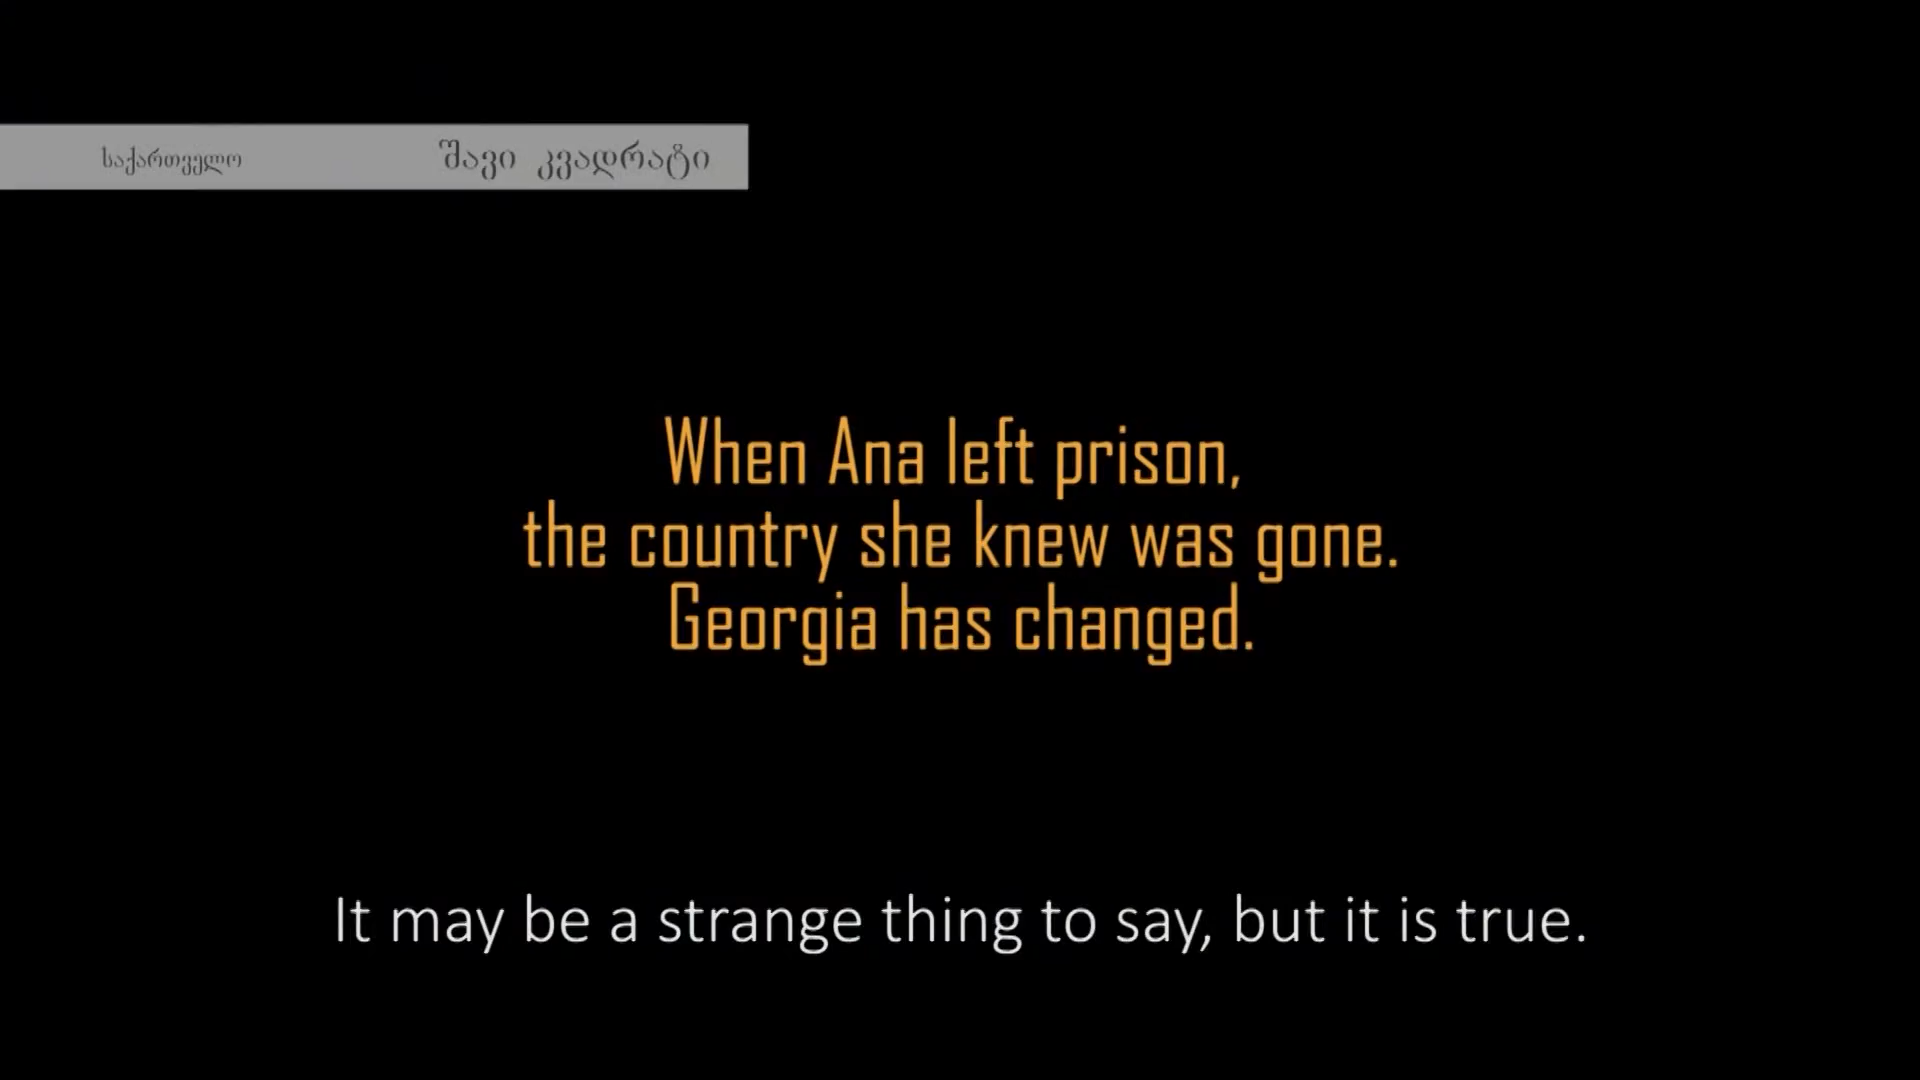 საქართველო შავი კვადრატი
When Ana left prison,
the country she knew was gone.
Georgia has changed.
It may be a strange thing to say, but it is true.